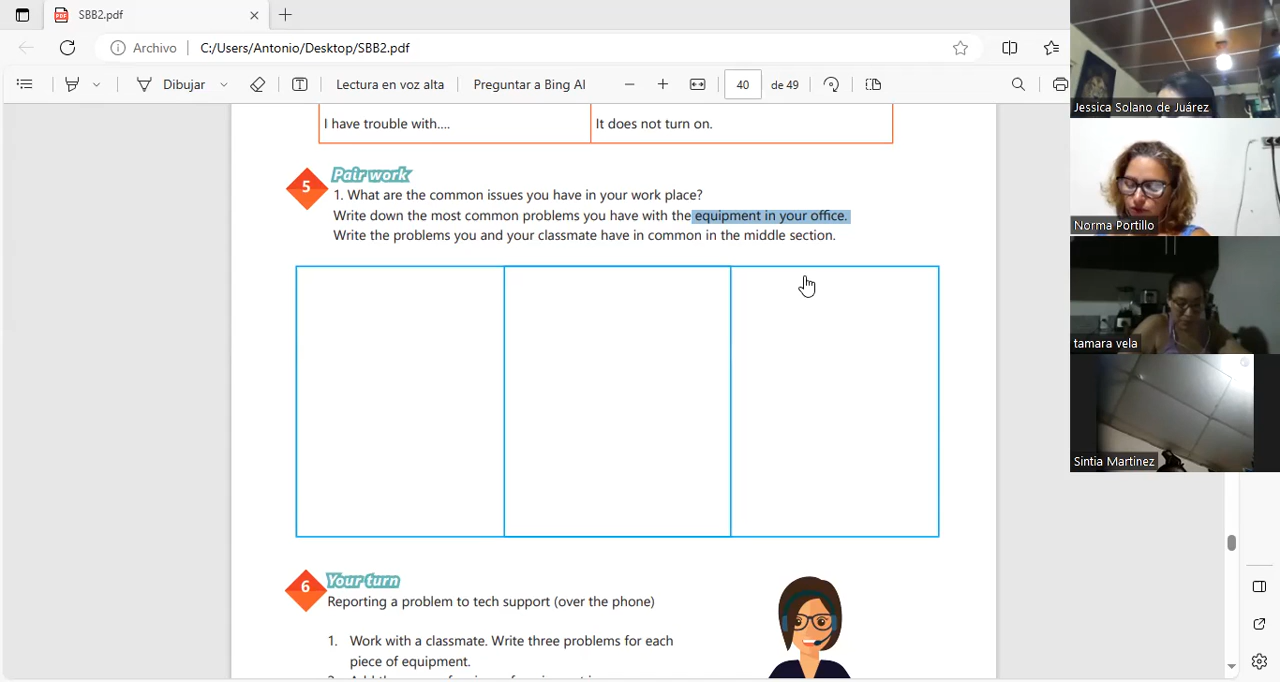 SBB2.pdf
Archivo
C:/Users/Antonio/Desktop/SBB2.pdf
Dibujar
Lectura en voz alta
Preguntar a Bing AI
40
de 49
I have trouble with....
It does not turn on.
5
Pair work
1. What are the common issues you have in your work place?
Write down the most common problems you have with the equipment in your office.
Write the problems you and your classmate have in common in the middle section.
6
Your turn
Reporting a problem to tech support (over the phone)
1. Work with a classmate. Write three problems for each
piece of equipment.
Jessica Solano de Juárez
Norma Portillo
tamara vela
Sintia Martinez